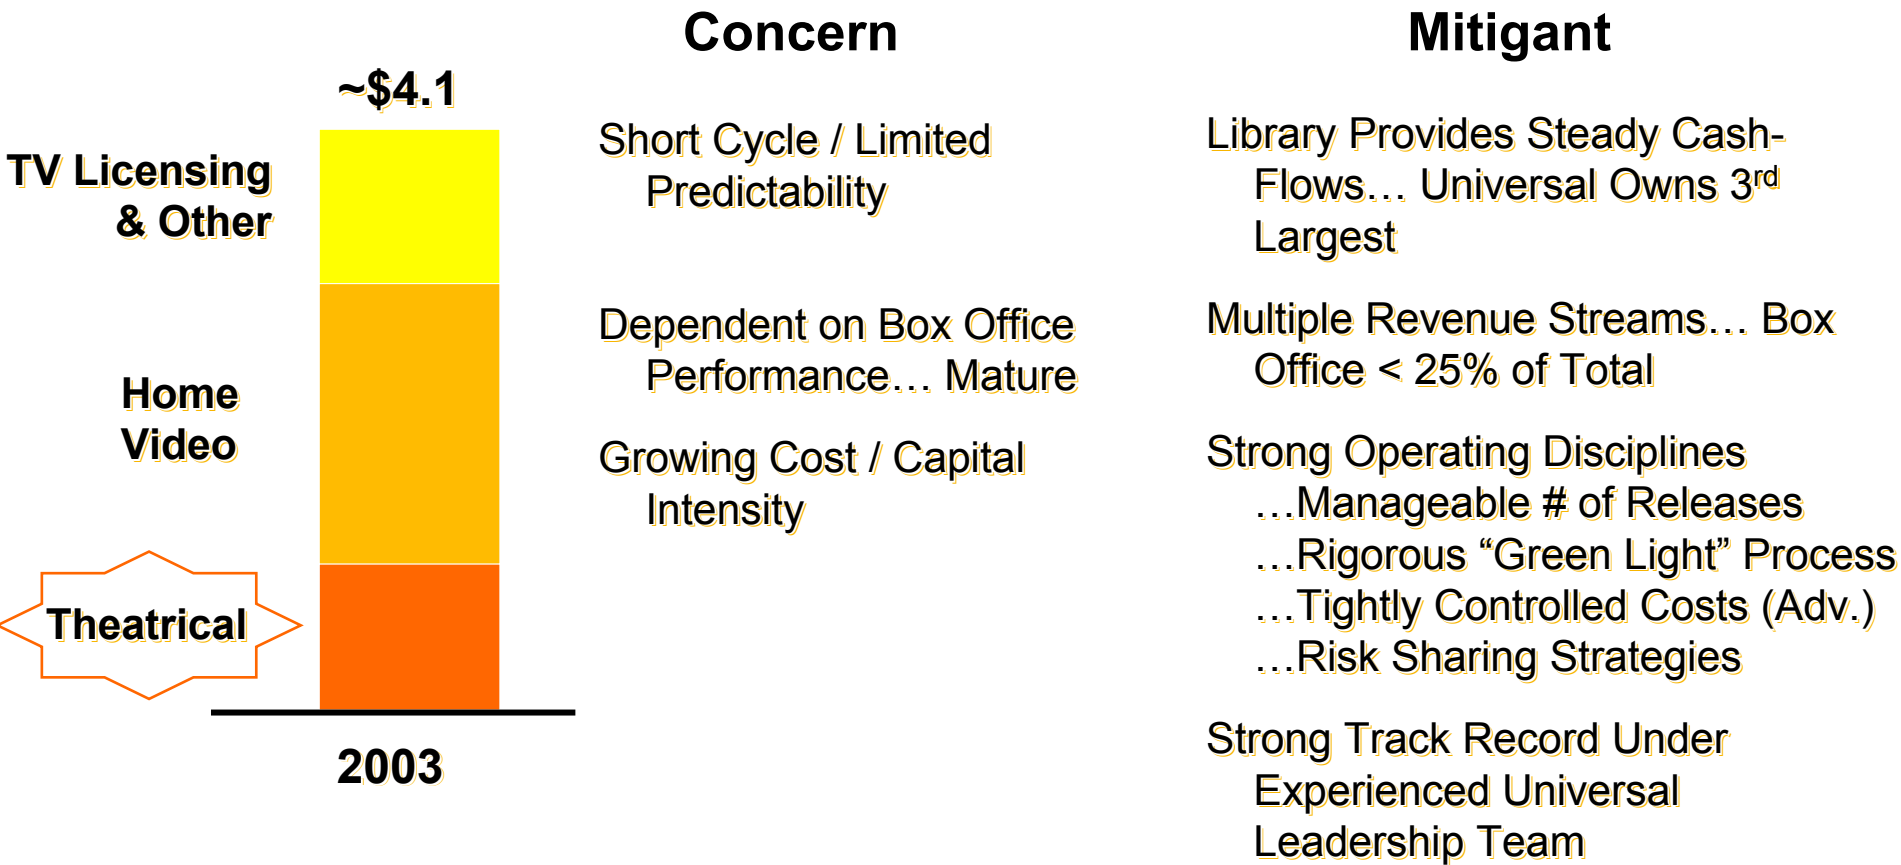 Concern
Mitigant
~$4.1
TV Licensing
& Other
Home
Video
Theatrical
2003
Short Cycle / Limited
Predictability
Dependent on Box Office
Performance… Mature
Growing Cost / Capital
Intensity
Library Provides Steady Cash-
Flows… Universal Owns 3rd
Largest
Multiple Revenue Streams… Box
Office < 25% of Total
Strong Operating Disciplines
…Manageable # of Releases
…Rigorous “Green Light” Process
…Tightly Controlled Costs (Adv.)
…Risk Sharing Strategies
Strong Track Record Under
Experienced Universal
Leadership Team